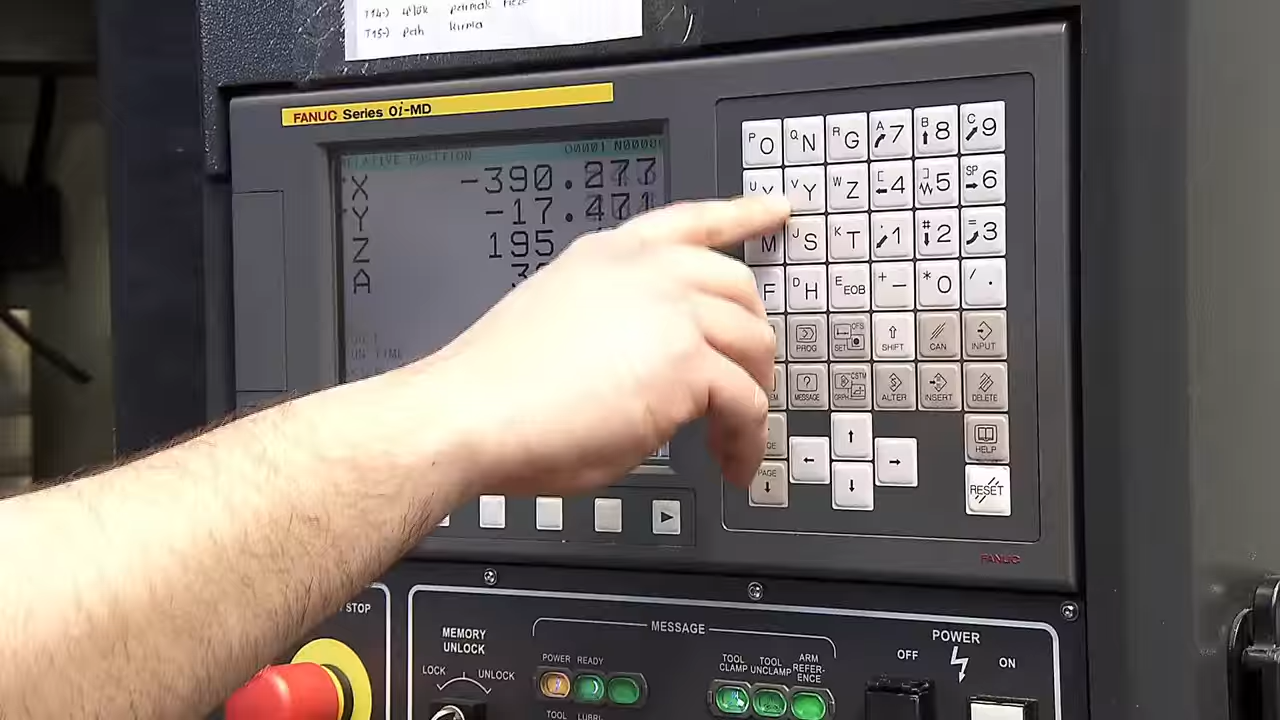 T14-)
T15-) pah kırma
FANUC Series 0i-MD
O0001 N0000
RELATIVE POSITION
X -390.277
Y -17.471
Z 195
A
P O Q N R G A 7 B 8 C 9
U X V Y W Z [ 4 ] 5 SP 6
M J S K T 1 # 2 = 3
F D H E EOB + - * 0 / .
PROG OFS SET SHIFT CAN INPUT
MESSAGE CSTM GRPH ALTER INSERT DELETE
HELP
PAGE
RESET
FANUC
STOP
MEMORY UNLOCK
LOCK UNLOCK
MESSAGE
POWER READY
TOOL CLAMP TOOL UNCLAMP ARM REFERENCE
TOOL LUBRI
POWER
OFF ON